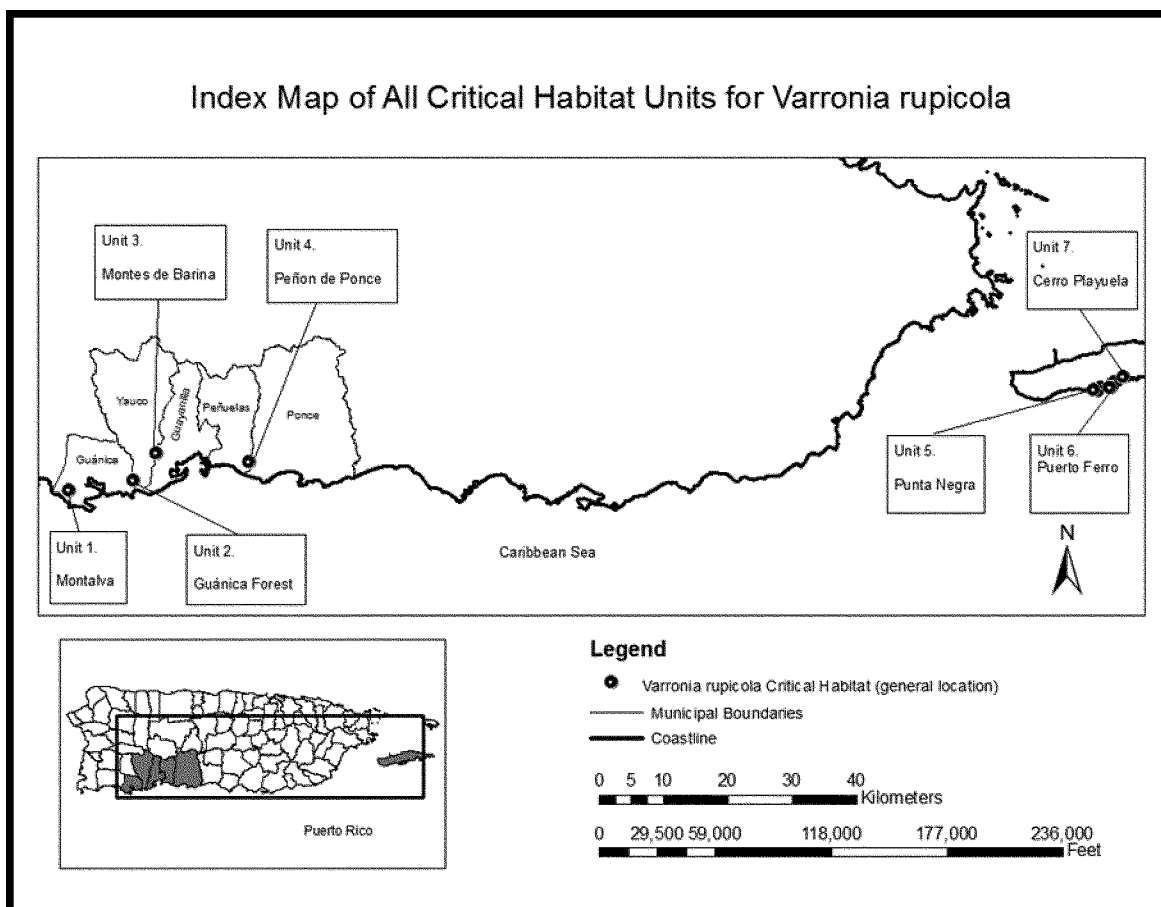 Index Map of All Critical Habitat Units for Varronia rupicola
Unit 3.
Montes de Barina
Unit 4.
Peñon de Ponce
Unit 7.
Cerro Playuela
Yauco
Guayanilla
Peñuelas
Ponce
Guánica
Unit 5.
Punta Negra
Unit 6.
Puerto Ferro
Unit 1.
Montalva
Unit 2.
Guánica Forest
Caribbean Sea
N
Puerto Rico
Legend
Varronia rupicola Critical Habitat (general location)
Municipal Boundaries
Coastline
0 5 10 20 30 40
Kilometers
0 29,500 59,000 118,000 177,000 236,000
Feet